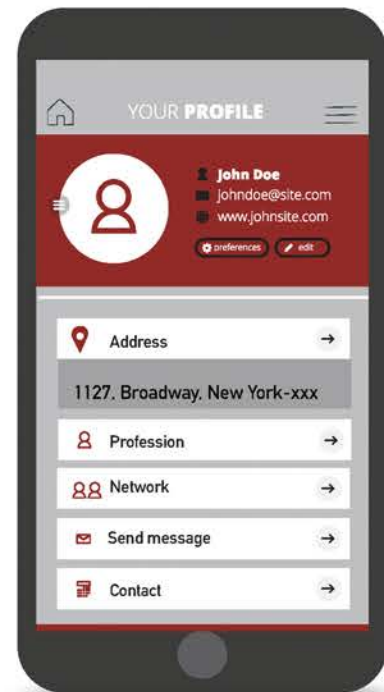 YOUR PROFILE
John Doe
johndoe@site.com
www.johnsite.com
preferences edit
Address
1127, Broadway, New York-xxx
Profession
Network
Send message
Contact